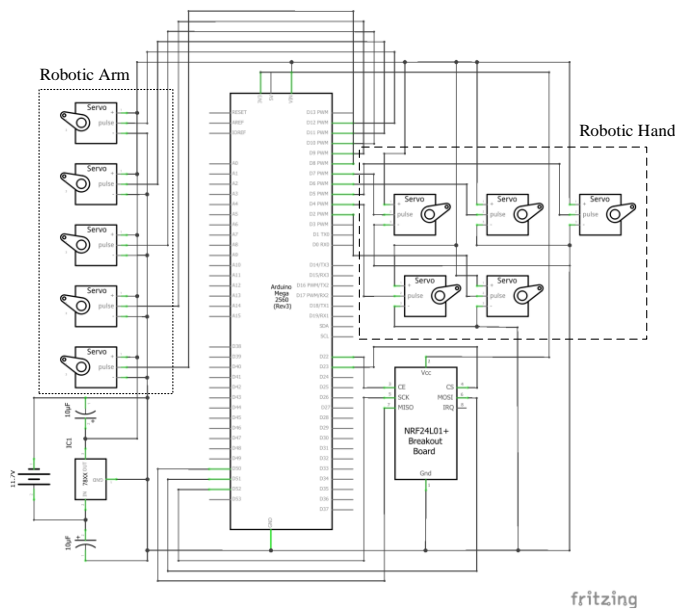 Robotic Arm
Robotic Hand
Servo
pulse
Servo
pulse
Servo
pulse
Servo
pulse
Servo
pulse
Servo
pulse
Servo
pulse
Servo
pulse
Servo
pulse
Servo
pulse
3V3
5V
VIN
RESET
AREF
IOREF
A0
A1
A2
A3
A4
A5
A6
A7
A8
A9
A10
A11
A12
A13
A14
A15
D38
D39
D40
D41
D42
D43
D44
D45
D46
D47
D48
D49
D50
D51
D52
D53
D13 PWM
D12 PWM
D11 PWM
D10 PWM
D9 PWM
D8 PWM
D7 PWM
D6 PWM
D5 PWM
D4 PWM
D3 PWM
D2 PWM
D1 TX0
D0 RX0
D14/TX3
D15/RX3
D16 PWM/TX2
D17 PWM/RX2
D18/TX1
D19/RX1
SDA
SCL
D22
D23
D24
D25
D26
D27
D28
D29
D30
D31
D32
D33
D34
D35
D36
D37
GND
Arduino
Mega
2560
(Rev3)
Vcc
CE
SCK
MISO
CS
MOSI
IRQ
NRF24L01+
Breakout
Board
Gnd
10µF
IC1
78XX
OUT
GND
IN
11.7V
10µF
fritzing